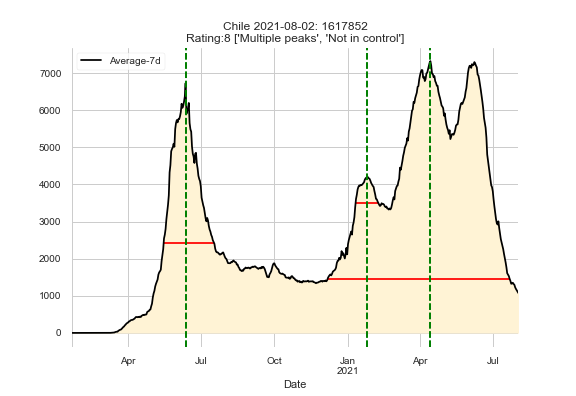 Chile 2021-08-02: 1617852
Rating:8 ['Multiple peaks', 'Not in control']
Average-7d
7000
6000
5000
4000
3000
2000
1000
0
Apr
Jul
Oct
Jan
2021
Apr
Jul
Date